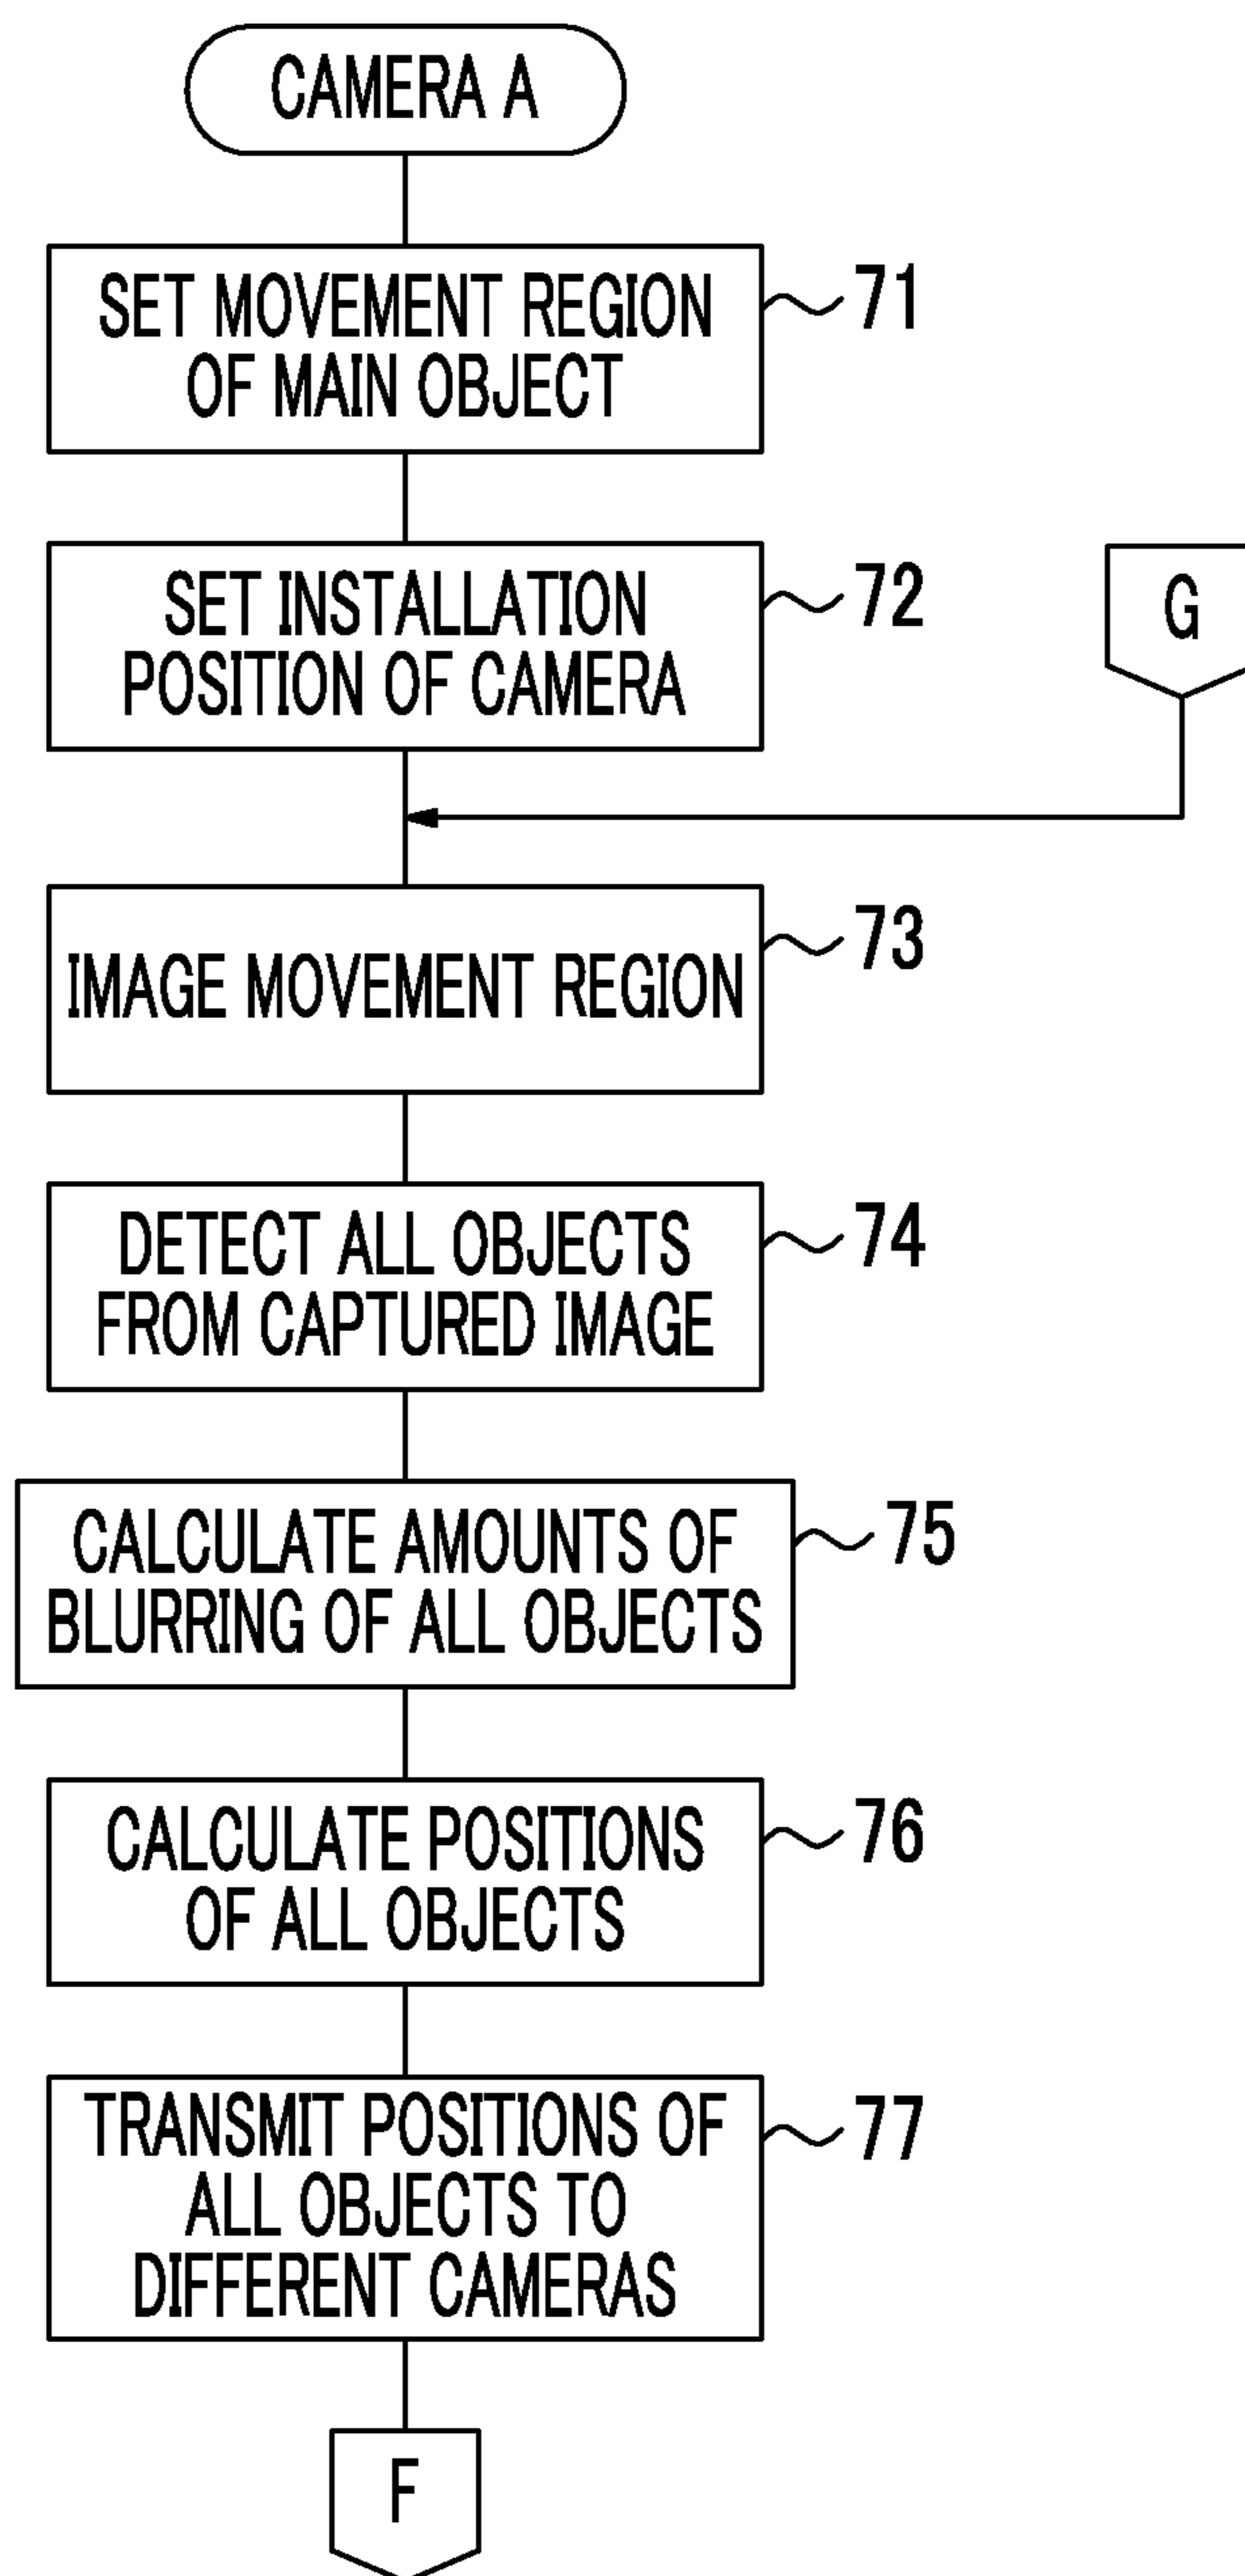 CAMERA A
SET MOVEMENT REGION
OF MAIN OBJECT
71
SET INSTALLATION
POSITION OF CAMERA
72
G
IMAGE MOVEMENT REGION
73
DETECT ALL OBJECTS
FROM CAPTURED IMAGE
74
CALCULATE AMOUNTS OF
BLURRING OF ALL OBJECTS
75
CALCULATE POSITIONS
OF ALL OBJECTS
76
TRANSMIT POSITIONS OF
ALL OBJECTS TO
DIFFERENT CAMERAS
77
F